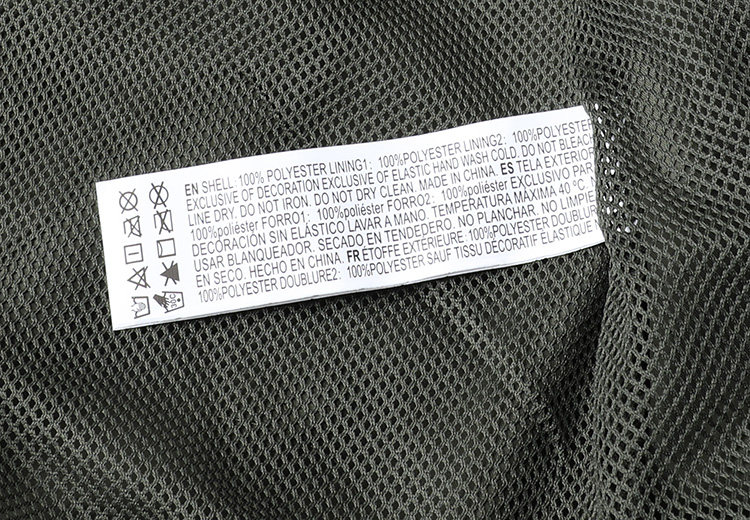 EN SHELL: 100% POLYESTER LINING1: 100%POLYESTER LINING2: 100%POLYESTER
EXCLUSIVE OF DECORATION EXCLUSIVE OF ELASTIC HAND WASH COLD. DO NOT BLEACH
LINE DRY. DO NOT IRON. DO NOT DRY CLEAN. MADE IN CHINA. ES TELA EXTERIOR
100%poliéster FORRO1: 100%poliéster FORRO2: 100%poliéster EXCLUSIVO PAR
DECORACIÓN SIN ELÁSTICO LAVAR A MANO. TEMPERATURA MÁXIMA 40 °C.
USAR BLANQUEADOR. SECADO EN TENDEDERO. NO PLANCHAR. NO LIMPIE
EN SECO. HECHO EN CHINA. FR ÉTOFFE EXTÉRIEURE 100%POLYESTER DOUBLURE
100%POLYESTER DOUBLURE2: 100%POLYESTER SAUF TISSU DÉCORATIF ÉLASTIQUE